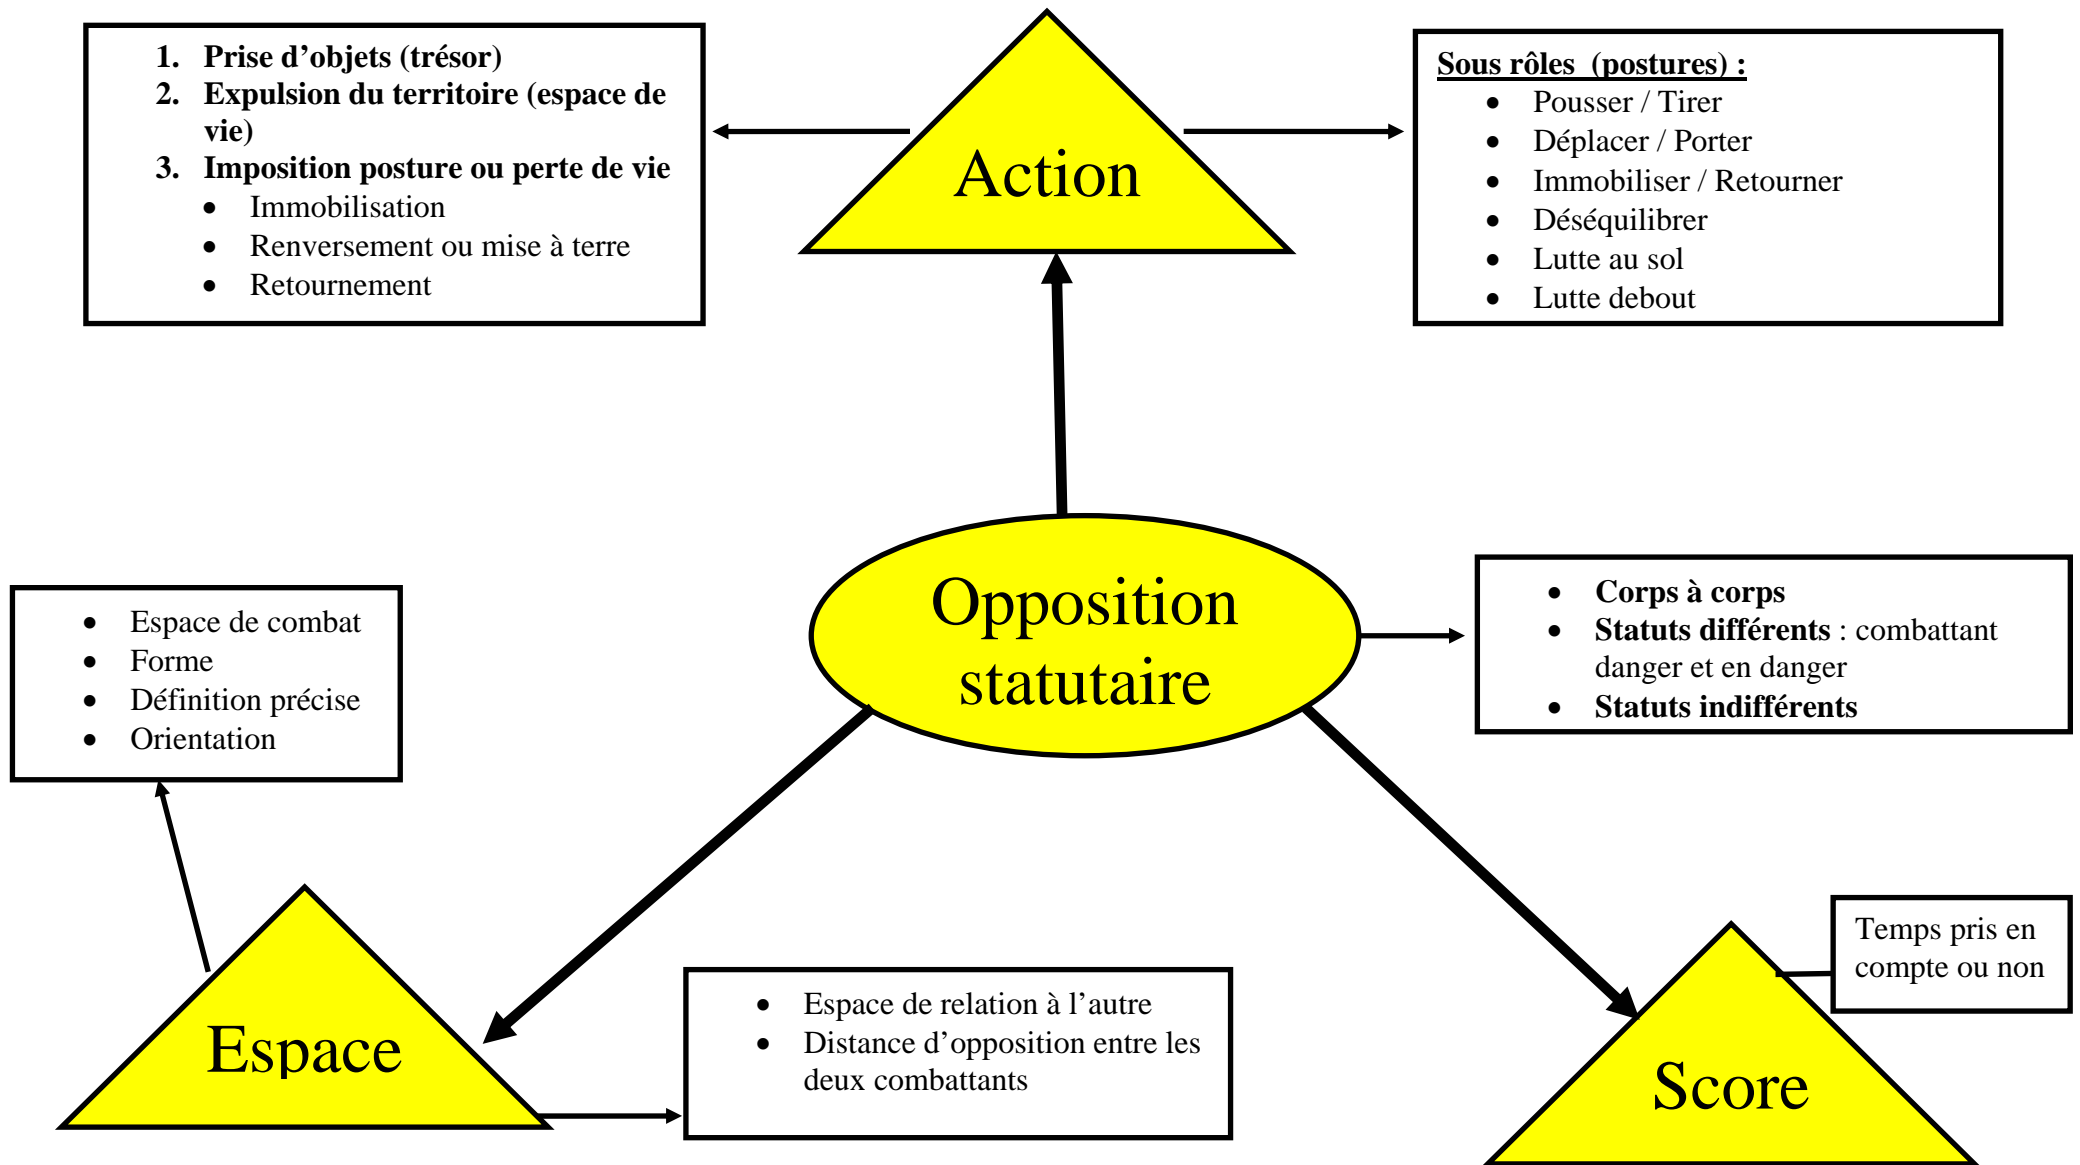 1. Prise d’objets (trésor)
2. Expulsion du territoire (espace de
vie)
3. Imposition posture ou perte de vie
• Immobilisation
• Renversement ou mise à terre
• Retournement
Action
Sous rôles  (postures) :
• Pousser / Tirer
• Déplacer / Porter
• Immobiliser / Retourner
• Déséquilibrer
• Lutte au sol
• Lutte debout
Opposition
statutaire
• Corps à corps
• Statuts différents : combattant
danger et en danger
• Statuts indifférents
• Espace de combat
• Forme
• Définition précise
• Orientation
Espace
• Espace de relation à l’autre
• Distance d’opposition entre les
deux combattants
Score
Temps pris en
compte ou non